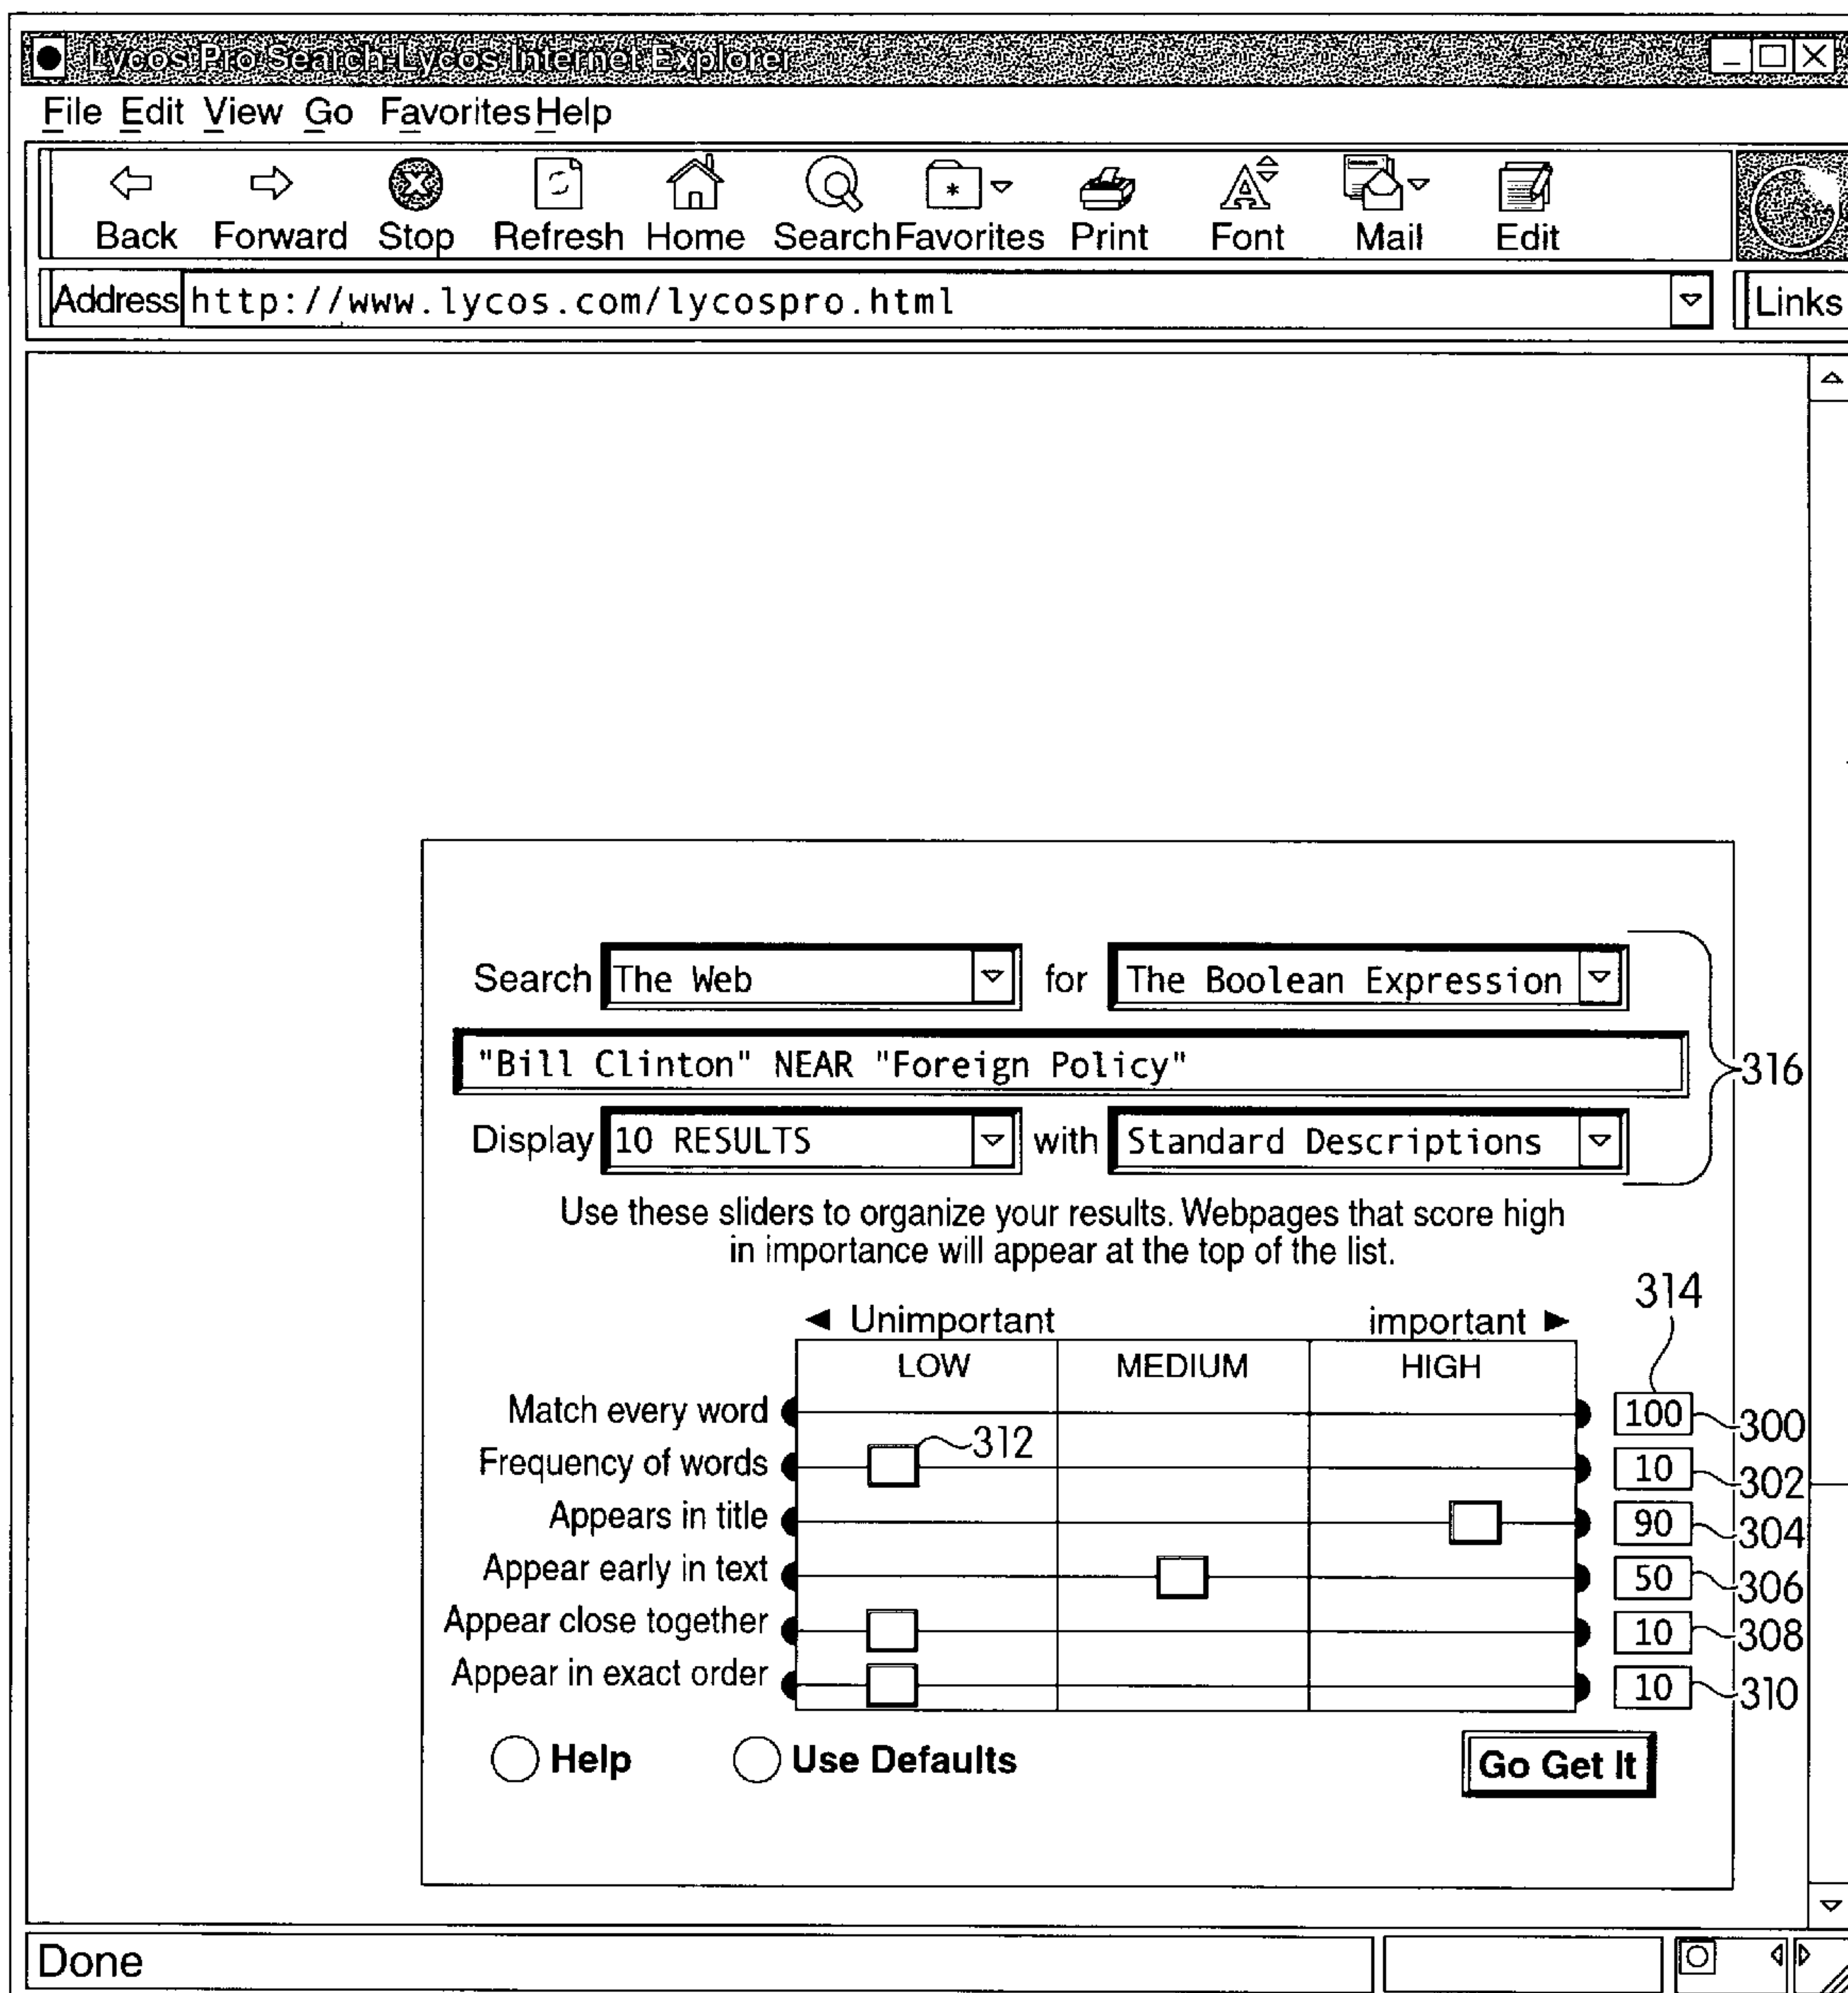 Lycos Pro Search-Lycos Internet Explorer
File Edit View Go Favorites Help
Back Forward Stop Refresh Home Search Favorites Print Font Mail Edit
Address http://www.lycos.com/lycospro.html Links
Search The Web for The Boolean Expression
"Bill Clinton" NEAR "Foreign Policy"
316
Display 10 RESULTS with Standard Descriptions
Use these sliders to organize your results. Webpages that score high
in importance will appear at the top of the list.
314
Unimportant important
LOW MEDIUM HIGH
Match every word 100 300
312
Frequency of words 10 302
Appears in title 90 304
Appear early in text 50 306
Appear close together 10 308
Appear in exact order 10 310
Help Use Defaults Go Get It
Done